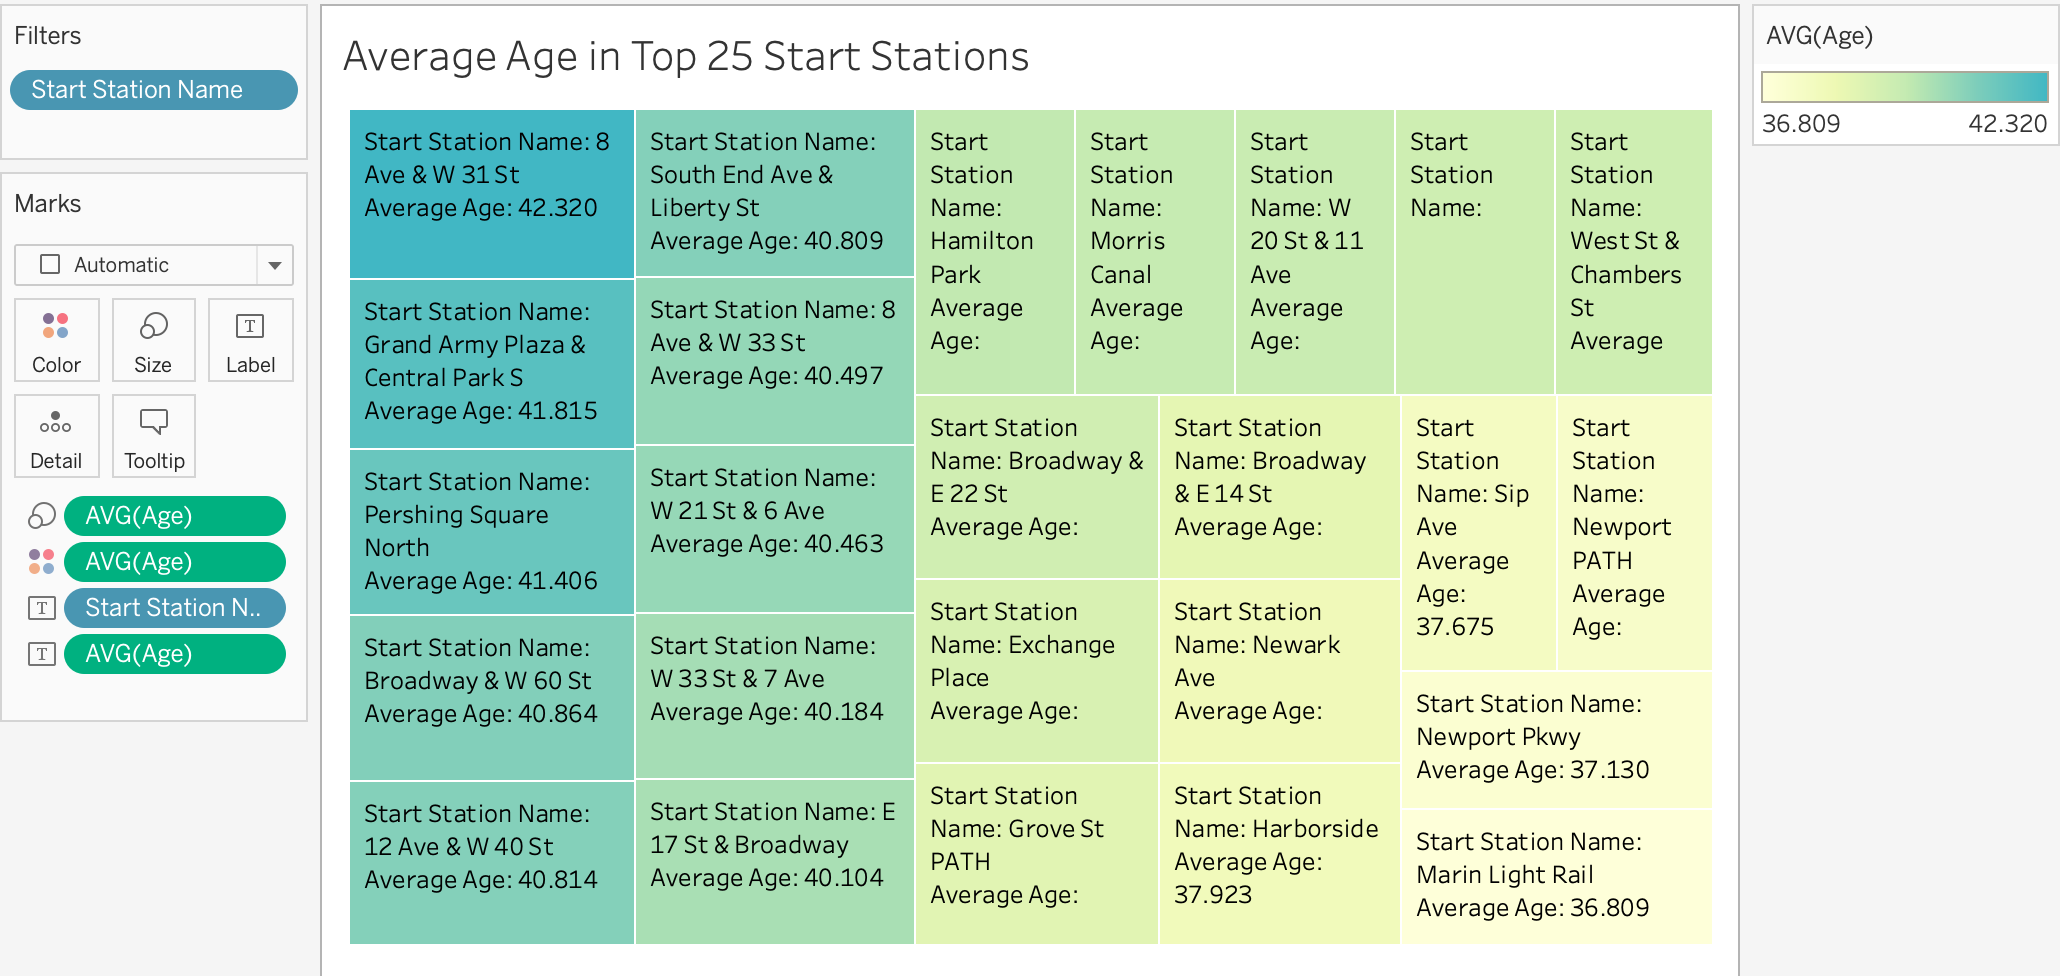 Filters
Start Station Name
Marks
Automatic
Color
Size
T
Label
Detail
Tooltip
AVG(Age)
AVG(Age)
T
Start Station N..
T
AVG(Age)
Average Age in Top 25 Start Stations
Start Station Name: 8
Ave & W 31 St
Average Age: 42.320
Start Station Name:
Grand Army Plaza &
Central Park S
Average Age: 41.815
Start Station Name:
Pershing Square
North
Average Age: 41.406
Start Station Name:
Broadway & W 60 St
Average Age: 40.864
Start Station Name:
12 Ave & W 40 St
Average Age: 40.814
Start Station Name:
South End Ave &
Liberty St
Average Age: 40.809
Start Station Name: 8
Ave & W 33 St
Average Age: 40.497
Start Station Name:
W 21 St & 6 Ave
Average Age: 40.463
Start Station Name:
W 33 St & 7 Ave
Average Age: 40.184
Start Station Name: E
17 St & Broadway
Average Age: 40.104
Start
Station
Name:
Hamilton
Park
Average
Age:
Start
Station
Name:
Morris
Canal
Average
Age:
Start
Station
Name: W
20 St & 11
Ave
Average
Age:
Start
Station
Name:
Start
Station
Name:
West St &
Chambers
St
Average
Start Station
Name: Broadway &
E 22 St
Average Age:
Start Station
Name: Exchange
Place
Average Age:
Start Station
Name: Grove St
PATH
Average Age:
Start Station
Name: Broadway
& E 14 St
Average Age:
Start Station
Name: Newark
Ave
Average Age:
Start Station
Name: Harborside
Average Age:
37.923
Start
Station
Name: Sip
Ave
Average
Age:
37.675
Start
Station
Name:
Newport
PATH
Average
Age:
Start Station Name:
Newport Pkwy
Average Age: 37.130
Start Station Name:
Marin Light Rail
Average Age: 36.809
AVG(Age)
36.809
42.320